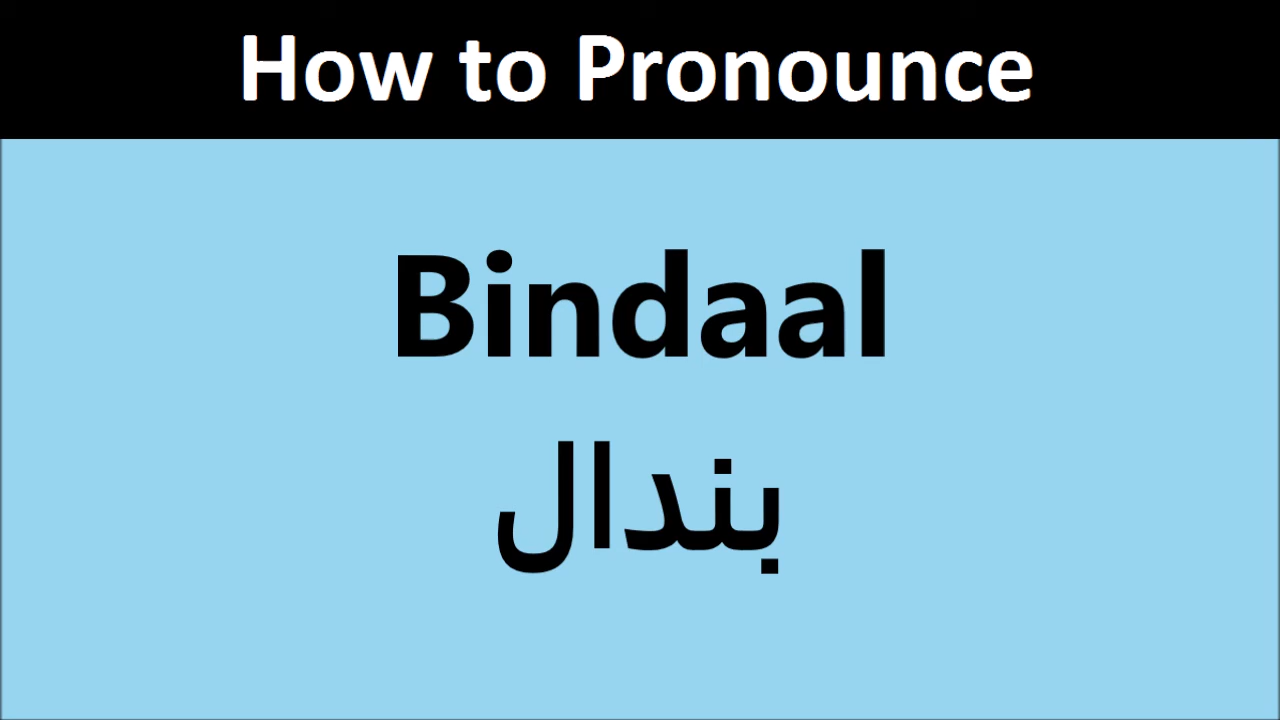 How to Pronounce
Bindaal
بندال